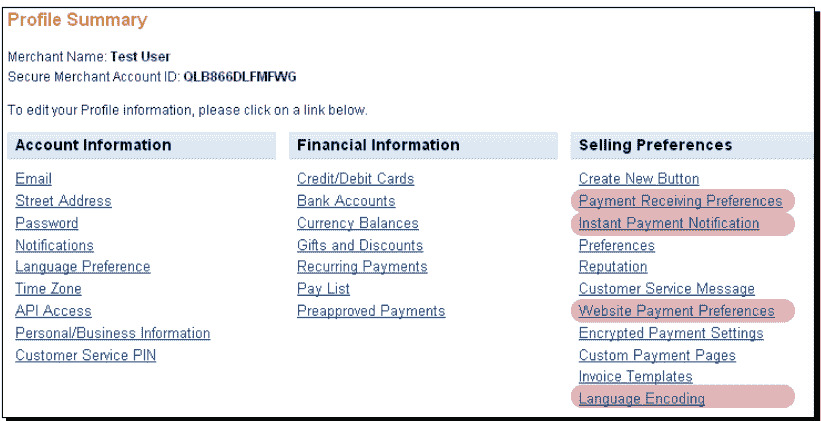 Profile Summary
Merchant Name: Test User
Secure Merchant Account ID: QLB866DLFMFWG
To edit your Profile information, please click on a link below.
Account Information
Email
Street Address
Password
Notifications
Language Preference
Time Zone
API Access
Personal/Business Information
Customer Service PIN
Financial Information
Credit/Debit Cards
Bank Accounts
Currency Balances
Gifts and Discounts
Recurring Payments
Pay List
Preapproved Payments
Selling Preferences
Create New Button
Payment Receiving Preferences
Instant Payment Notification
Preferences
Reputation
Customer Service Message
Website Payment Preferences
Encrypted Payment Settings
Custom Payment Pages
Invoice Templates
Language Encoding